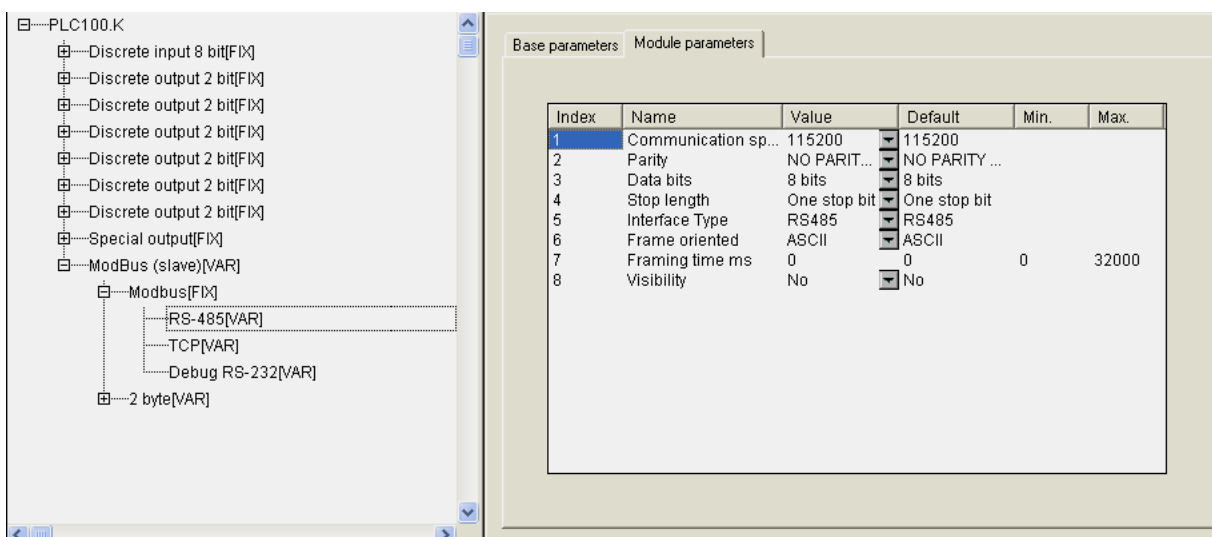 PLC100.K
Discrete input 8 bit[FIX]
Discrete output 2 bit[FIX]
Discrete output 2 bit[FIX]
Discrete output 2 bit[FIX]
Discrete output 2 bit[FIX]
Discrete output 2 bit[FIX]
Discrete output 2 bit[FIX]
Special output[FIX]
ModBus (slave)[VAR]
Modbus[FIX]
RS-485[VAR]
TCP[VAR]
Debug RS-232[VAR]
2 byte[VAR]
Base parameters Module parameters
Index Name Value Default Min. Max.
1 Communication sp... 115200 115200
2 Parity NO PARIT... NO PARITY ...
3 Data bits 8 bits 8 bits
4 Stop length One stop bit One stop bit
5 Interface Type RS485 RS485
6 Frame oriented ASCII ASCII
7 Framing time ms 0 0 0 32000
8 Visibility No No